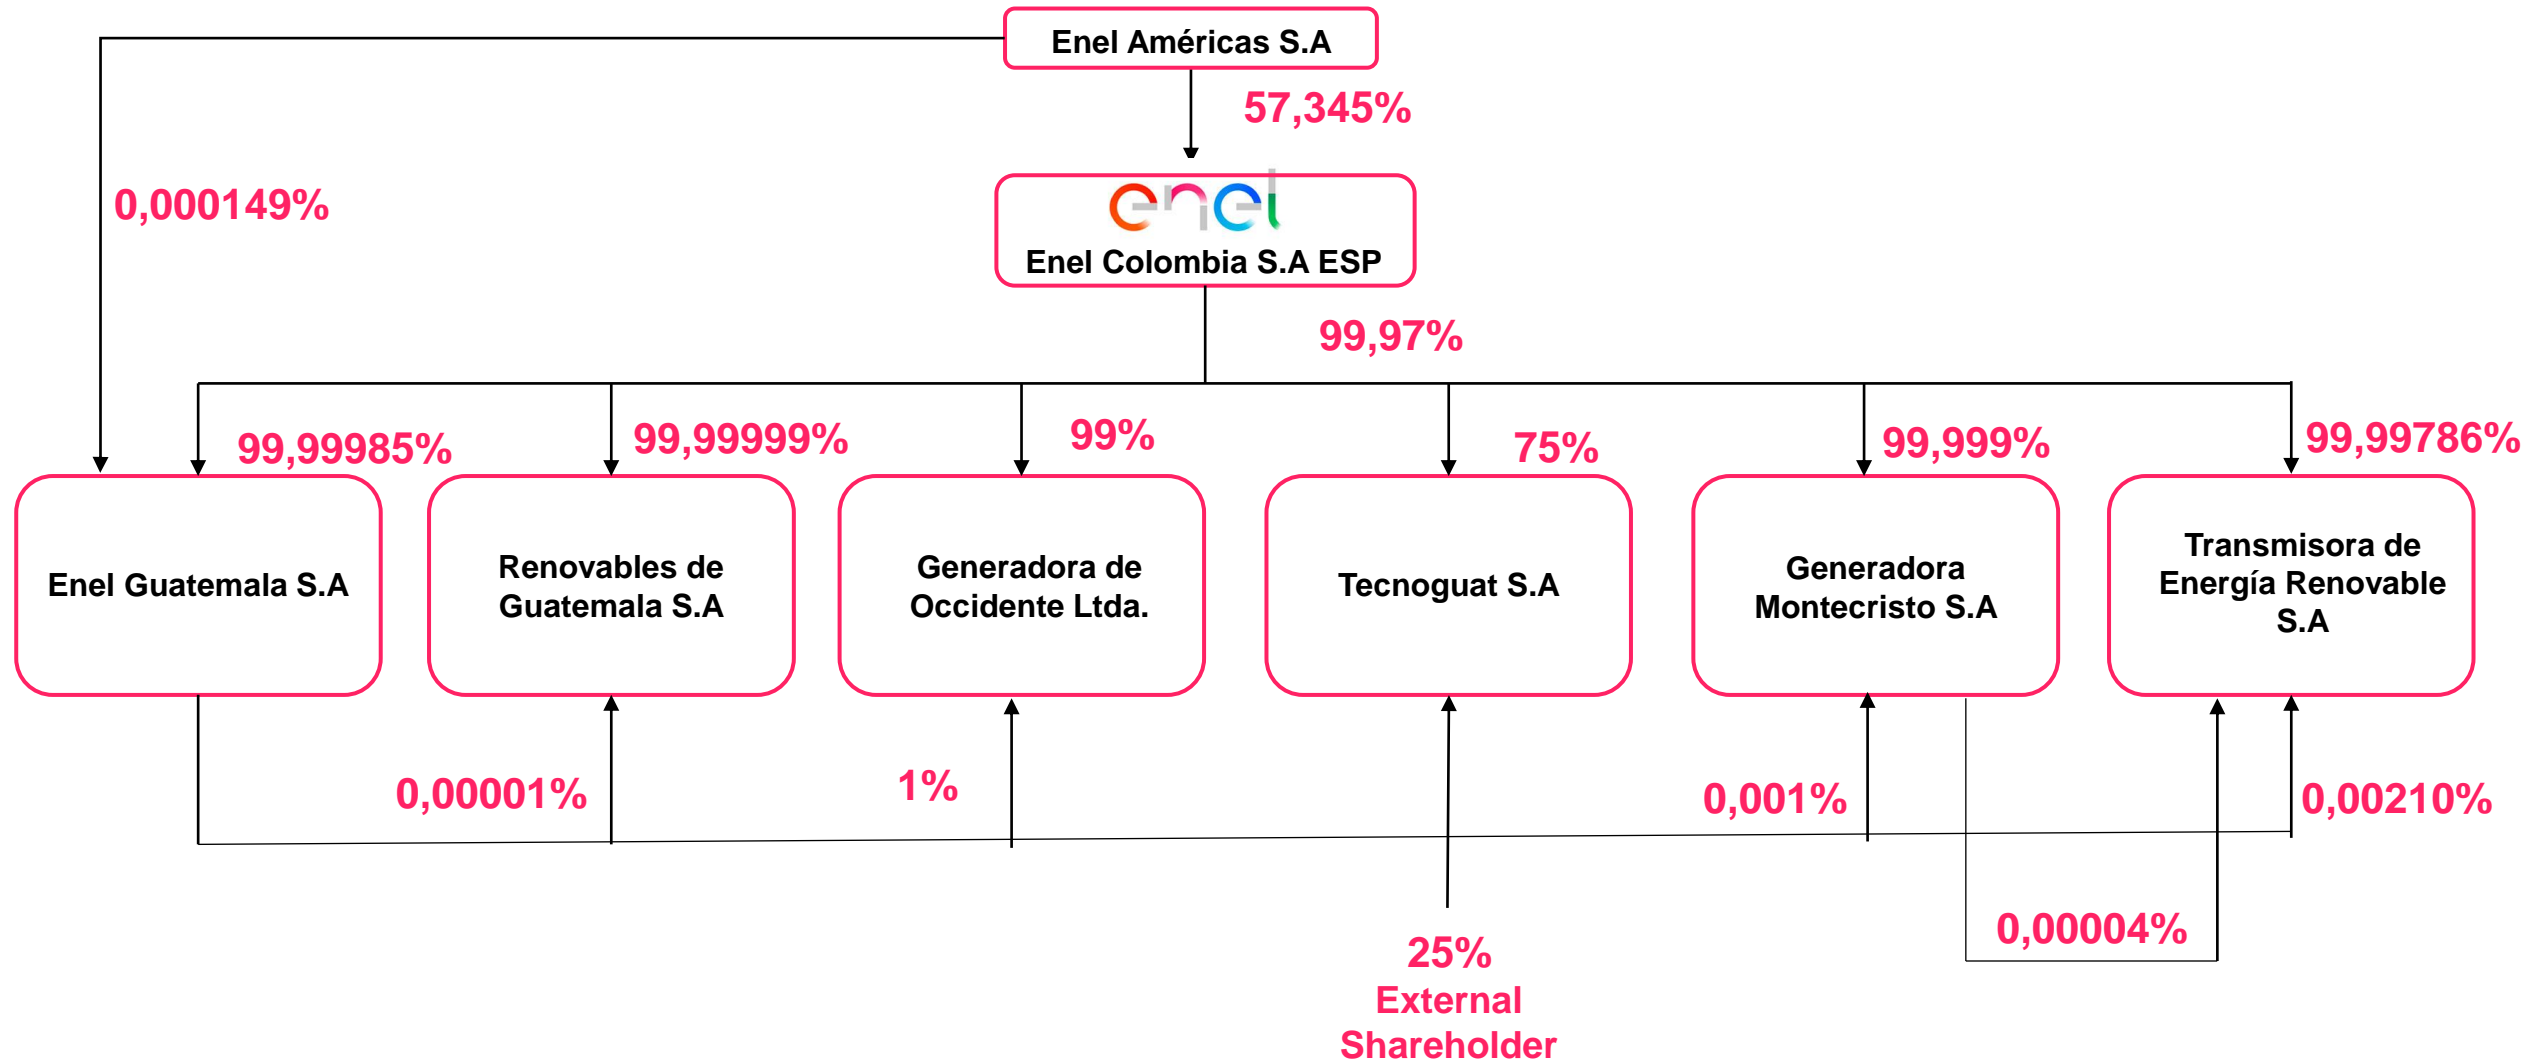 Enel Américas S.A
57,345%
0,000149%
enel
Enel Colombia S.A ESP
99,97%
99,99985%
99,99999%
99%
75%
99,999%
99,99786%
Enel Guatemala S.A
Renovables de
Guatemala S.A
Generadora de
Occidente Ltda.
Tecnoguat S.A
Generadora
Montecristo S.A
Transmisora de
Energía Renovable
S.A
0,00001%
1%
0,001%
0,00210%
0,00004%
25%
External
Shareholder